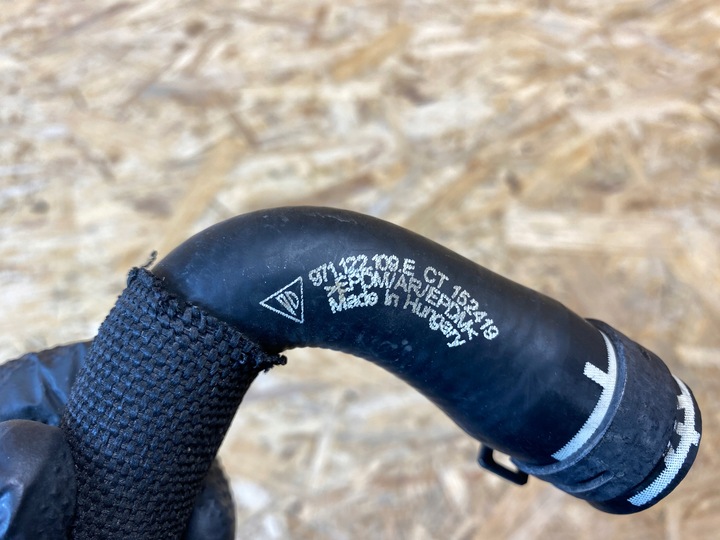 971.122.109.E CT 152419
>EPDM/AR/EPDM<
Made in Hungary